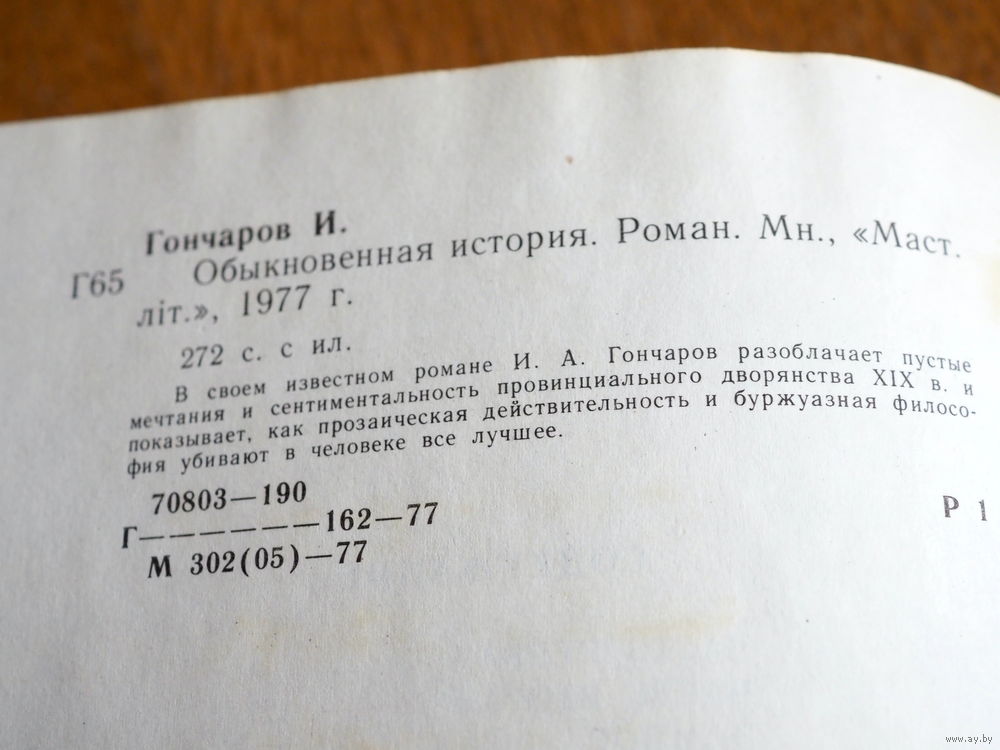 Гончаров И.
Г65 Обыкновенная история. Роман. Мн., «Маст.
літ.», 1977 г.
272 с. с ил.
В своем известном романе И. А. Гончаров разоблачает пустые
мечтания и сентиментальность провинциального дворянства XIX в. и
показывает, как прозаическая действительность и буржуазная филосо-
фия убивают в человеке все лучшее.
70803—190
Г——————162—77
М 302(05)—77
Р 1
www.ay.by